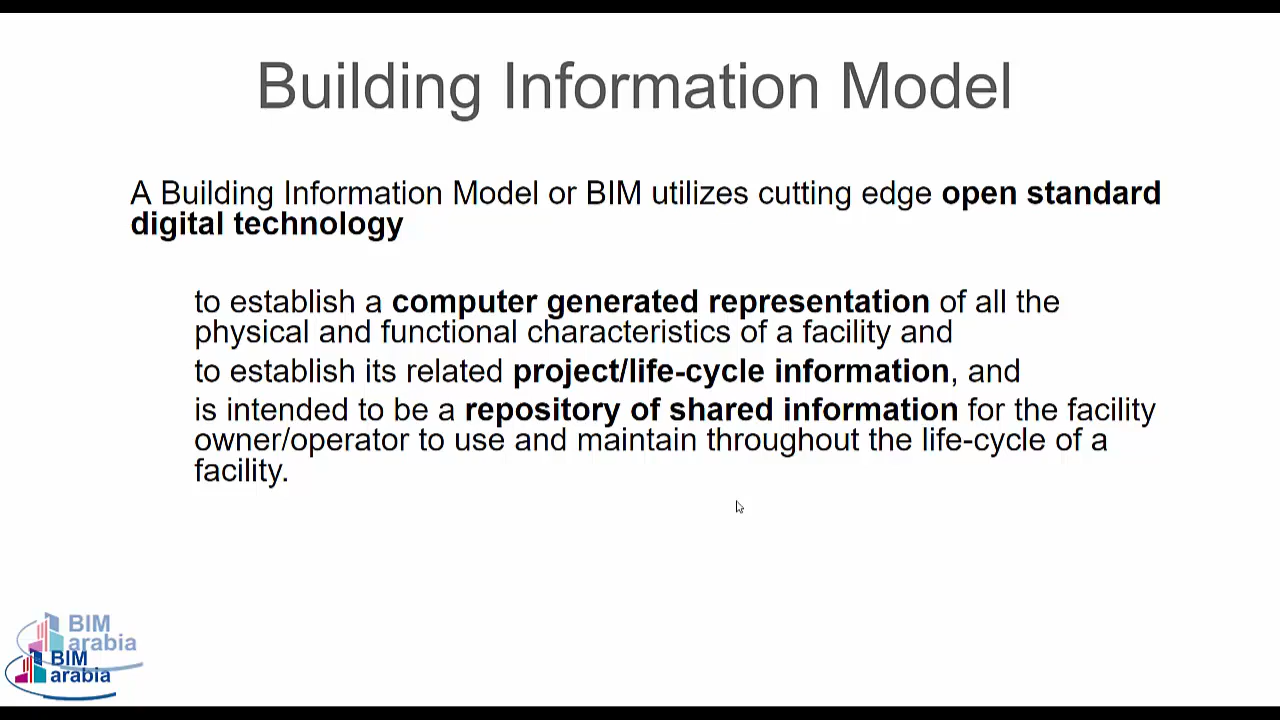 Building Information Model
A Building Information Model or BIM utilizes cutting edge open standard
digital technology
to establish a computer generated representation of all the
physical and functional characteristics of a facility and
to establish its related project/life-cycle information, and
is intended to be a repository of shared information for the facility
owner/operator to use and maintain throughout the life-cycle of a
facility.
BIM
arabia
BIM
arabia